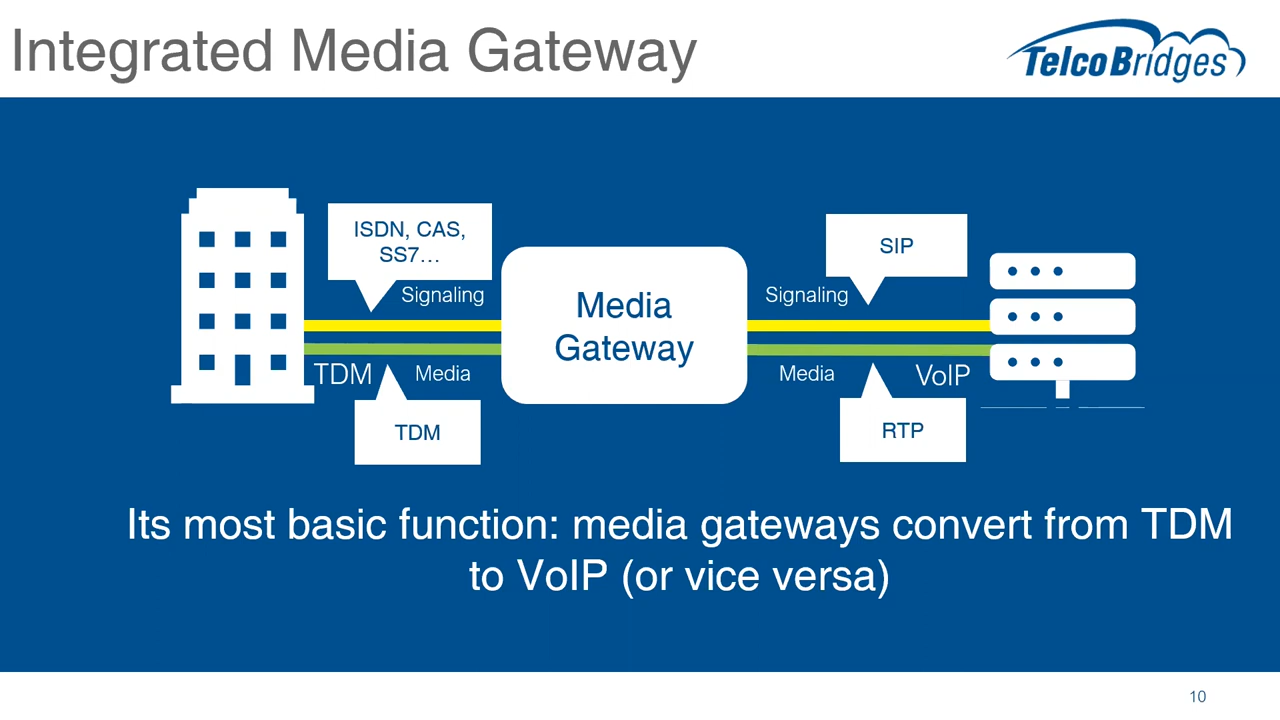 Integrated Media Gateway
TelcoBridges
ISDN, CAS,
SS7…
Signaling
TDM
Media
TDM
Media
Gateway
SIP
Signaling
Media
VoIP
RTP
Its most basic function: media gateways convert from TDM
to VoIP (or vice versa)
10